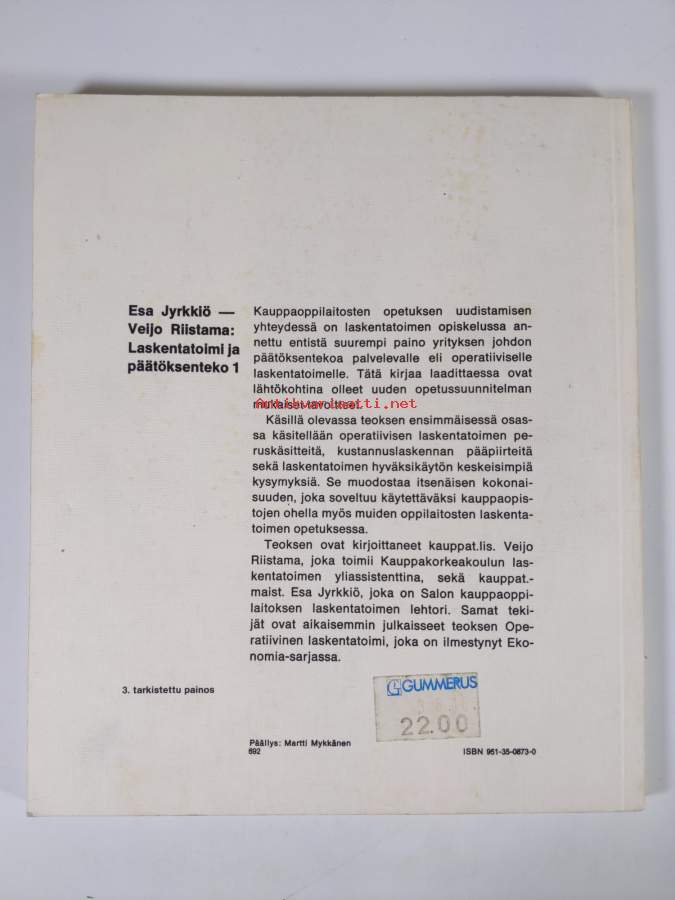 Esa Jyrkkiö —
Veijo Riistama:
Laskentatoimi ja
päätöksenteko 1
Kauppaoppilaitosten opetuksen uudistamisen
yhteydessä on laskentatoimen opiskelussa an-
nettu entistä suurempi paino yrityksen johdon
päätöksentekoa palvelevalle eli operatiiviselle
laskentatoimelle. Tätä kirjaa laadittaessa ovat
lähtökohtina olleet uuden opetussuunnitelman
mukaiset tavoitteet.
Antikvariaatti.net
Käsillä olevassa teoksen ensimmäisessä osas-
sa käsitellään operatiivisen laskentatoimen pe-
ruskäsitteitä, kustannuslaskennan pääpiirteitä
sekä laskentatoimen hyväksikäytön keskeisimpiä
kysymyksiä. Se muodostaa itsenäisen kokonai-
suuden, joka soveltuu käytettäväksi kauppaopis-
tojen ohella myös muiden oppilaitosten laskenta-
toimen opetuksessa.
Teoksen ovat kirjoittaneet kauppat.lis. Veijo
Riistama, joka toimii Kauppakorkeakoulun las-
kentatoimen yliassistenttina, sekä kauppat.-
maist. Esa Jyrkkiö, joka on Salon kauppaoppi-
laitoksen laskentatoimen lehtori. Samat teki-
jät ovat aikaisemmin julkaisseet teoksen Ope-
ratiivinen laskentatoimi, joka on ilmestynyt Eko-
nomia-sarjassa.
3. tarkistettu painos
GUMMERUS
22.00
Päällys: Martti Mykkänen
692
ISBN 951-35-0673-0